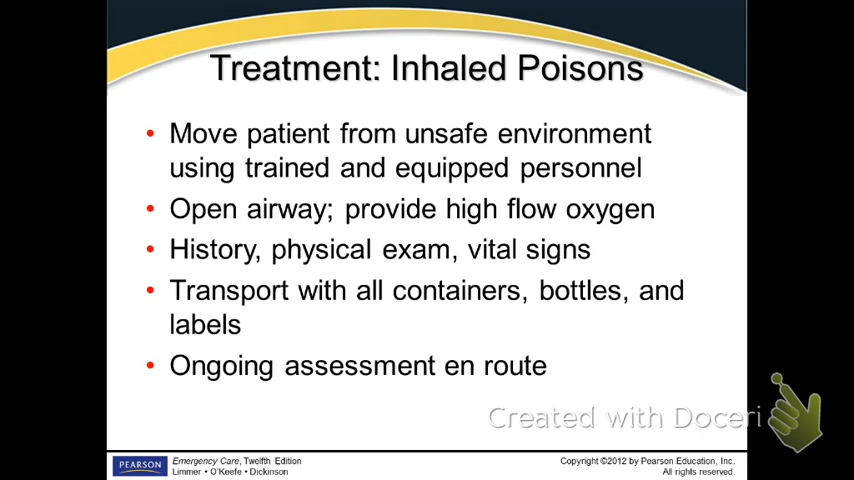 Treatment: Inhaled Poisons
• Move patient from unsafe environment
using trained and equipped personnel
• Open airway; provide high flow oxygen
• History, physical exam, vital signs
• Transport with all containers, bottles, and
labels
• Ongoing assessment en route
Created with Doceri
PEARSON
Emergency Care, Twelfth Edition
Limmer • O'Keefe • Dickinson
Copyright ©2012 by Pearson Education, Inc.
All rights reserved.